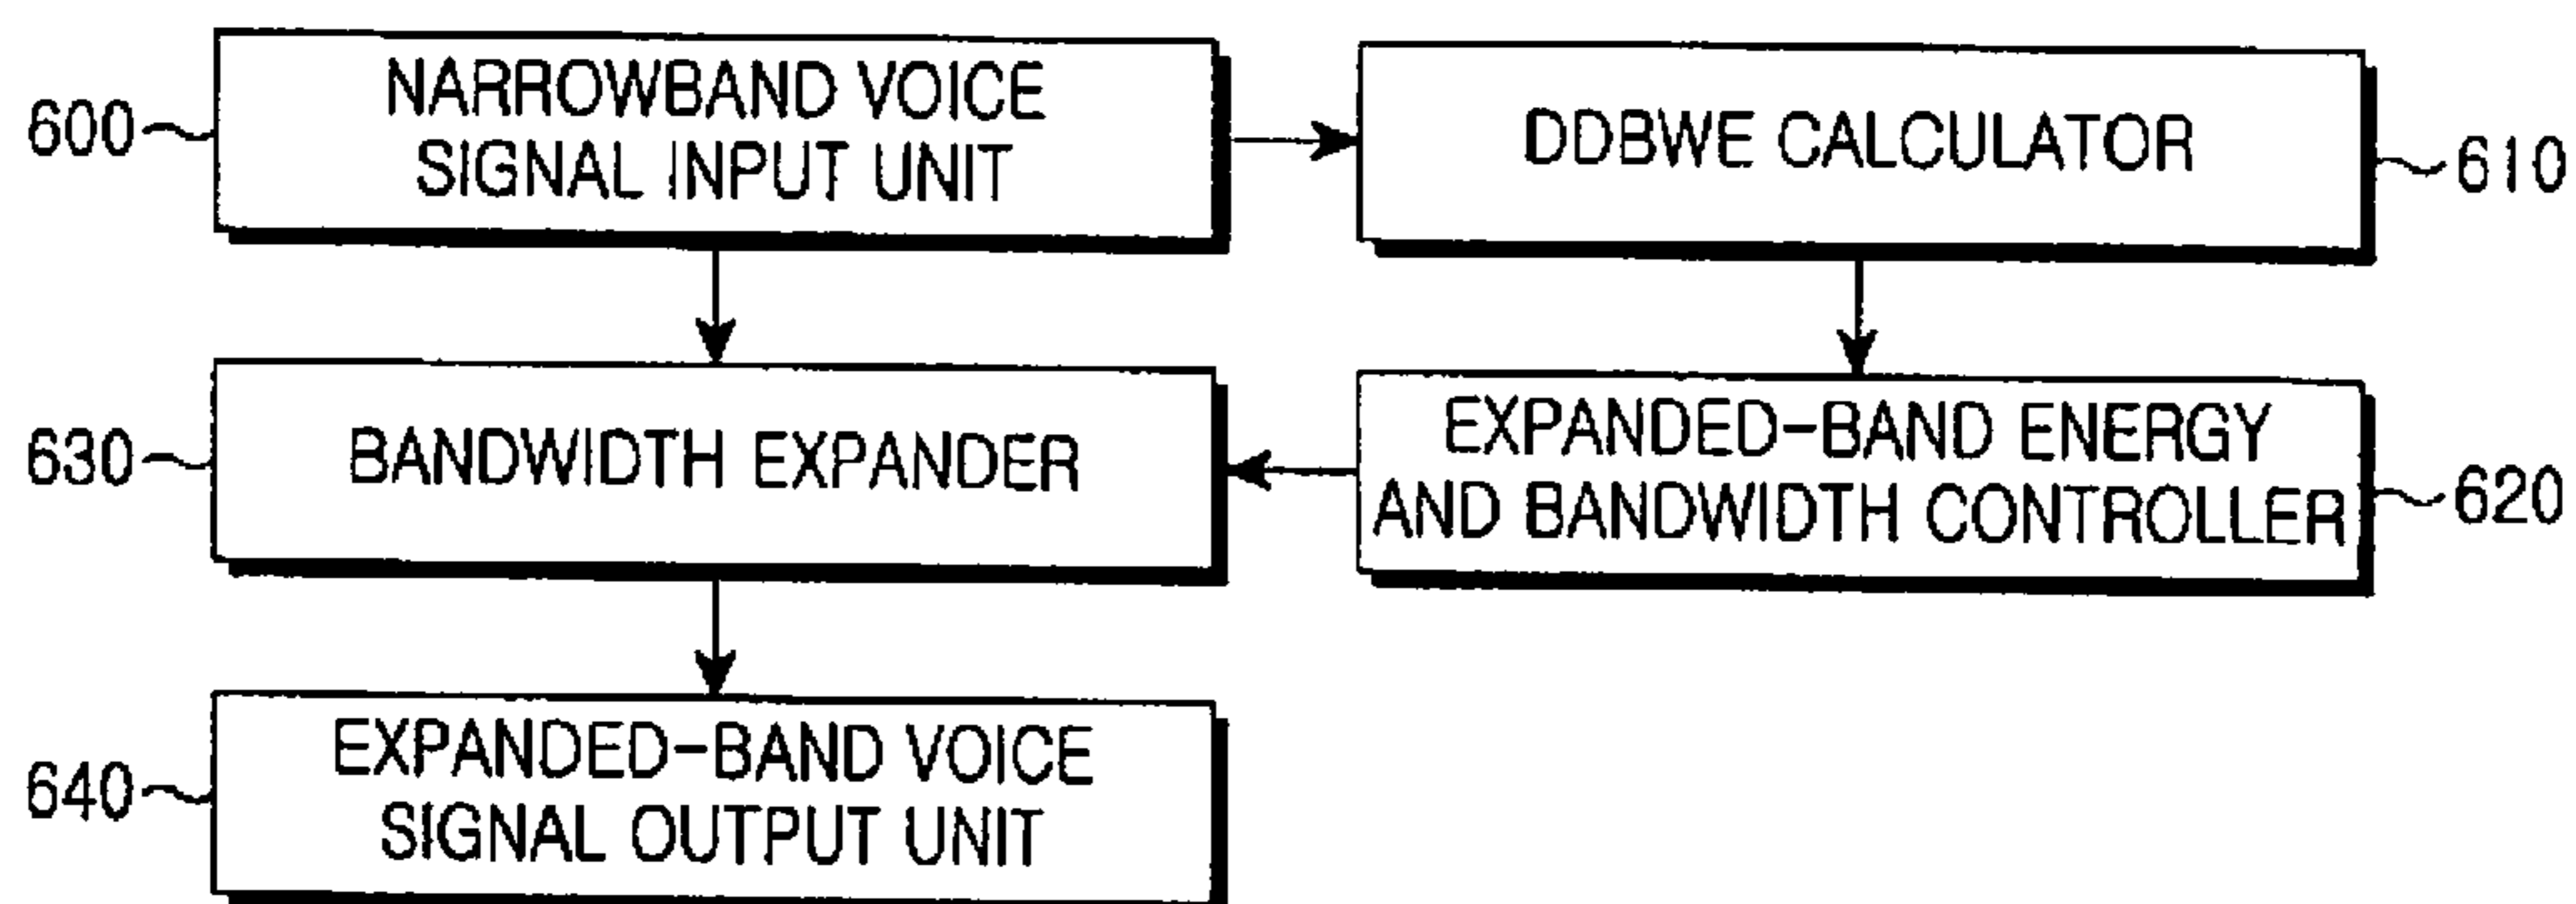 600
NARROWBAND VOICE
SIGNAL INPUT UNIT
DDBWE CALCULATOR
610
630
BANDWIDTH EXPANDER
EXPANDED-BAND ENERGY
AND BANDWIDTH CONTROLLER
620
640
EXPANDED-BAND VOICE
SIGNAL OUTPUT UNIT